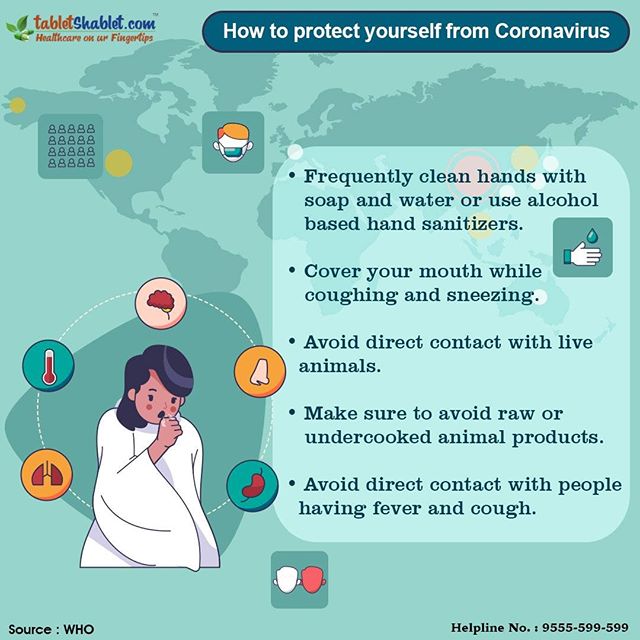 tabletShablet.com™
Healthcare on ur Fingertips
How to protect yourself from Coronavirus
• Frequently clean hands with
soap and water or use alcohol
based hand sanitizers.
• Cover your mouth while
coughing and sneezing.
• Avoid direct contact with live
animals.
• Make sure to avoid raw or
undercooked animal products.
• Avoid direct contact with people
having fever and cough.
Source : WHO
Helpline No. : 9555-599-599